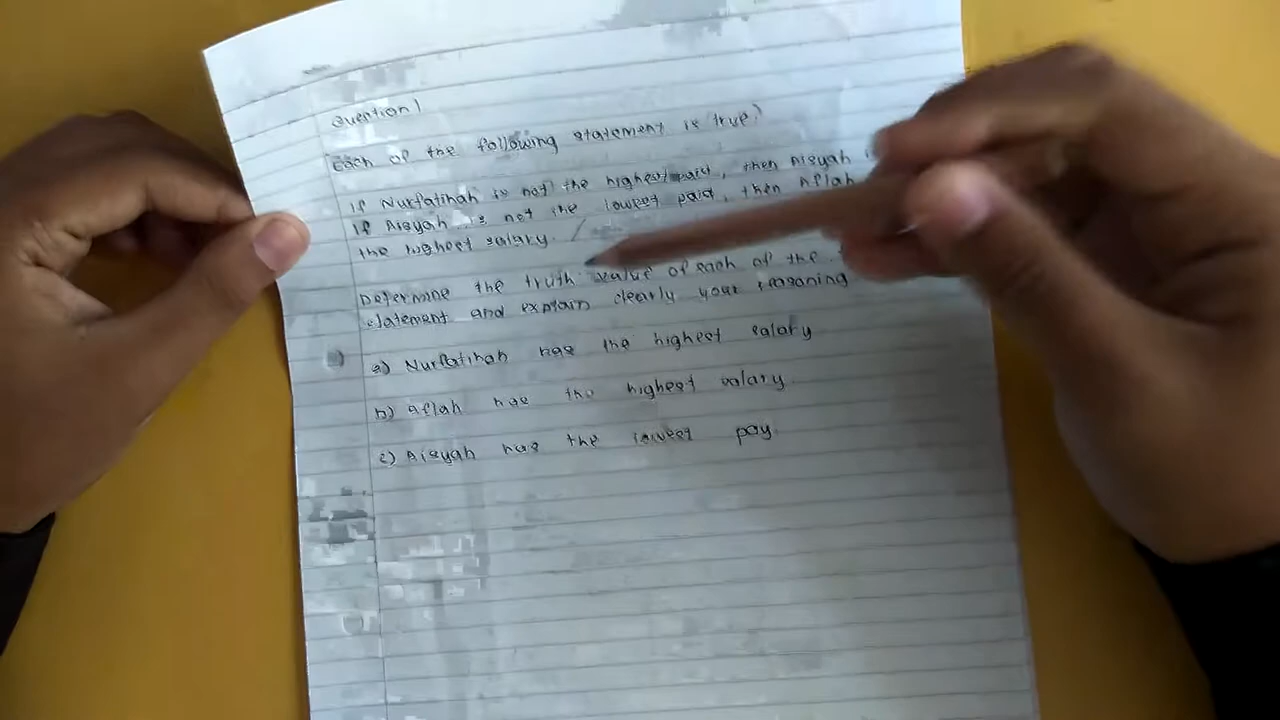 Question 1
Each of the following statement is true?
If Nurfatihah is not the highest paid, then Aisyah
If Aisyah is not the lowest paid, then Aflah
the highest salary.
Determine the truth value of each of the
statement and explain clearly your reasoning
a) Nurfatihah has the highest salary
b) aflah has the highest salary
c) Aisyah has the lowest pay